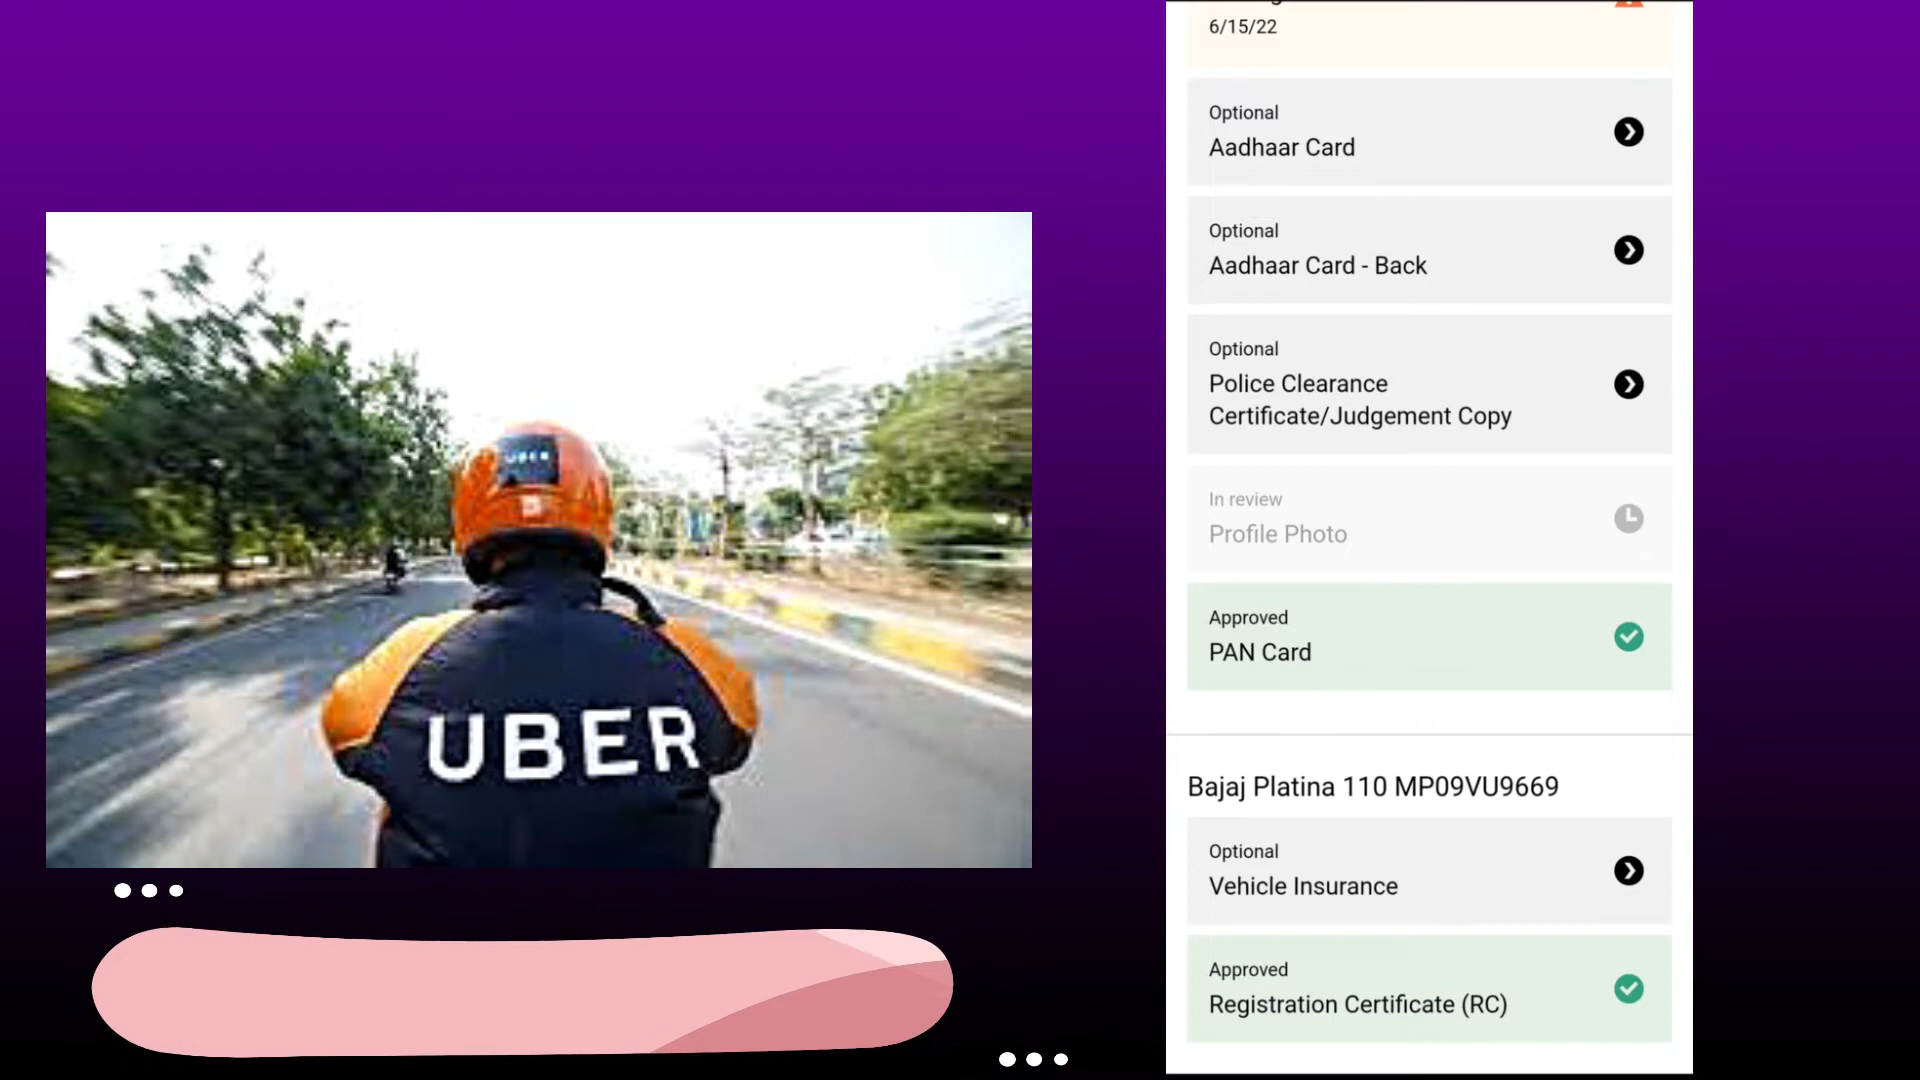 UBER
UBER
6/15/22
Optional
Aadhaar Card
Optional
Aadhaar Card - Back
Optional
Police Clearance
Certificate/Judgement Copy
In review
Profile Photo
Approved
PAN Card
Bajaj Platina 110 MP09VU9669
Optional
Vehicle Insurance
Approved
Registration Certificate (RC)